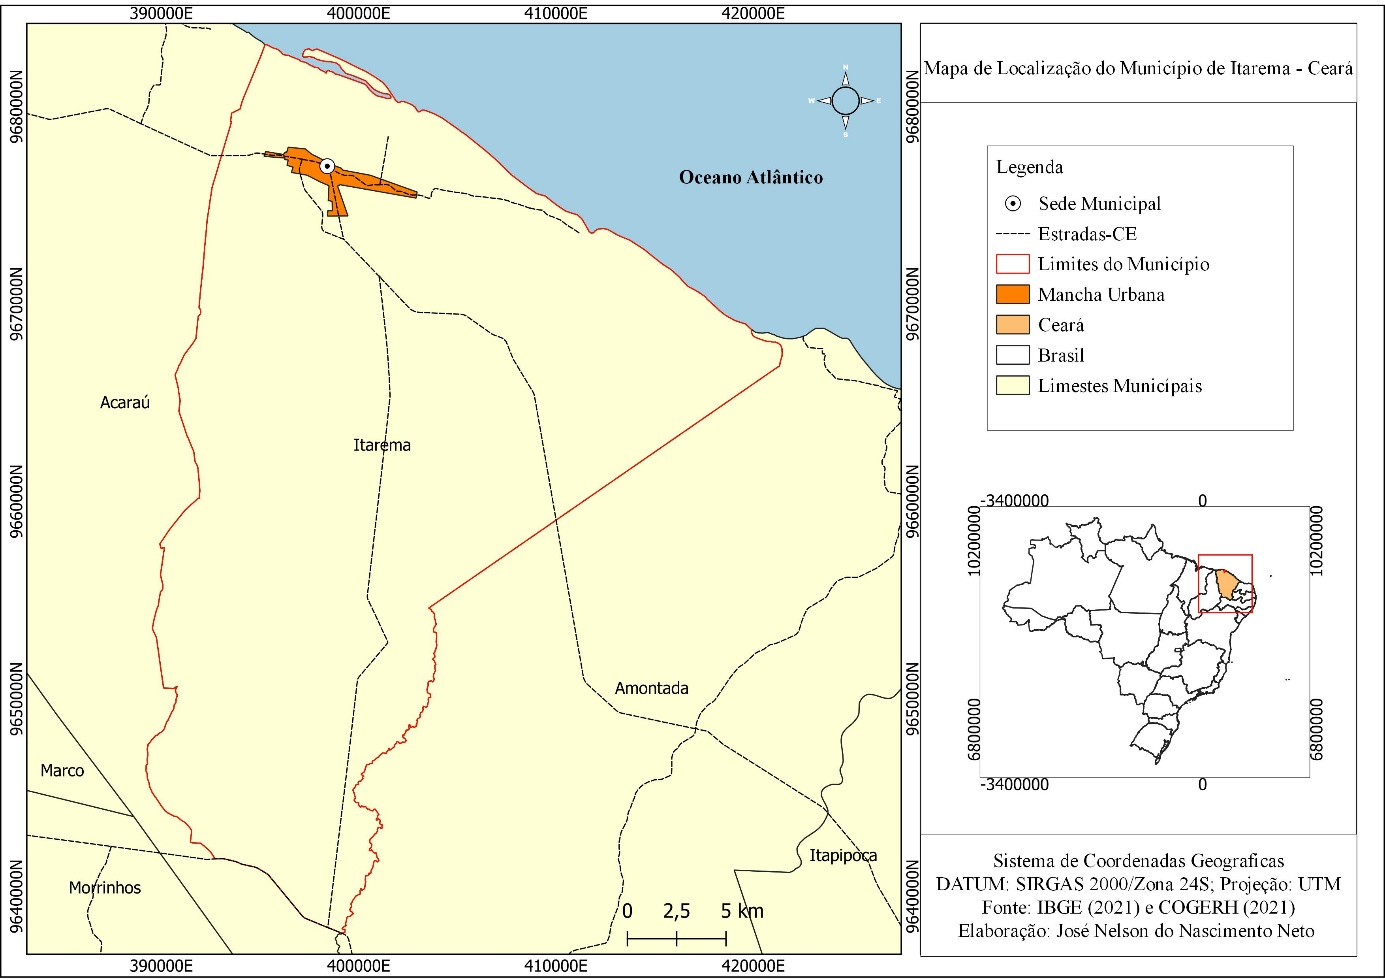 390000E 400000E 410000E 420000E
9680000N
9670000N
9660000N
9650000N
9640000N
N
W E
S
Oceano Atlântico
Acaraú
Itarema
Amontada
Marco
Morrinhos
Itapipoca
0 2,5 5 km
9680000N
9670000N
9660000N
9650000N
9640000N
390000E 400000E 410000E 420000E
Mapa de Localização do Município de Itarema - Ceará
Legenda
Sede Municipal
Estradas-CE
Limites do Município
Mancha Urbana
Ceará
Brasil
Limestes Municípais
-3400000 0
10200000 10200000
6800000 6800000
-3400000 0
Sistema de Coordenadas Geograficas
DATUM: SIRGAS 2000/Zona 24S; Projeção: UTM
Fonte: IBGE (2021) e COGERH (2021)
Elaboração: José Nelson do Nascimento Neto